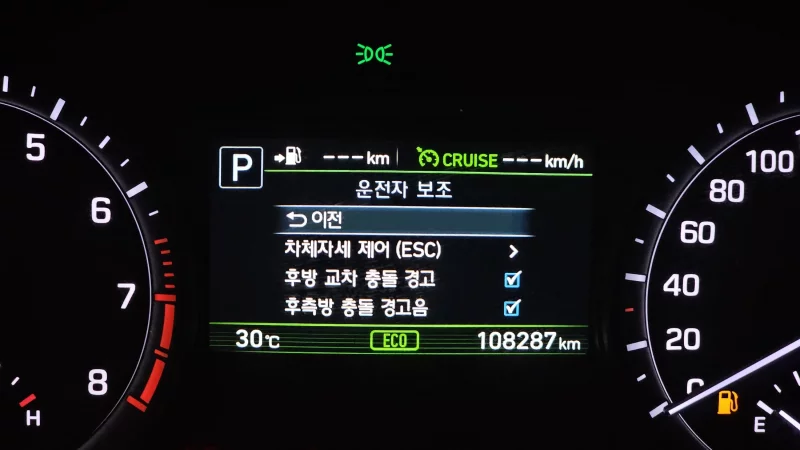 P --- km CRUISE --- km/h
운전자 보조
이전
차체자세 제어 (ESC)
후방 교차 충돌 경고
후측방 충돌 경고음
30℃ ECO 108287 km
5
6
7
8
H
100
80
60
40
20
0
E